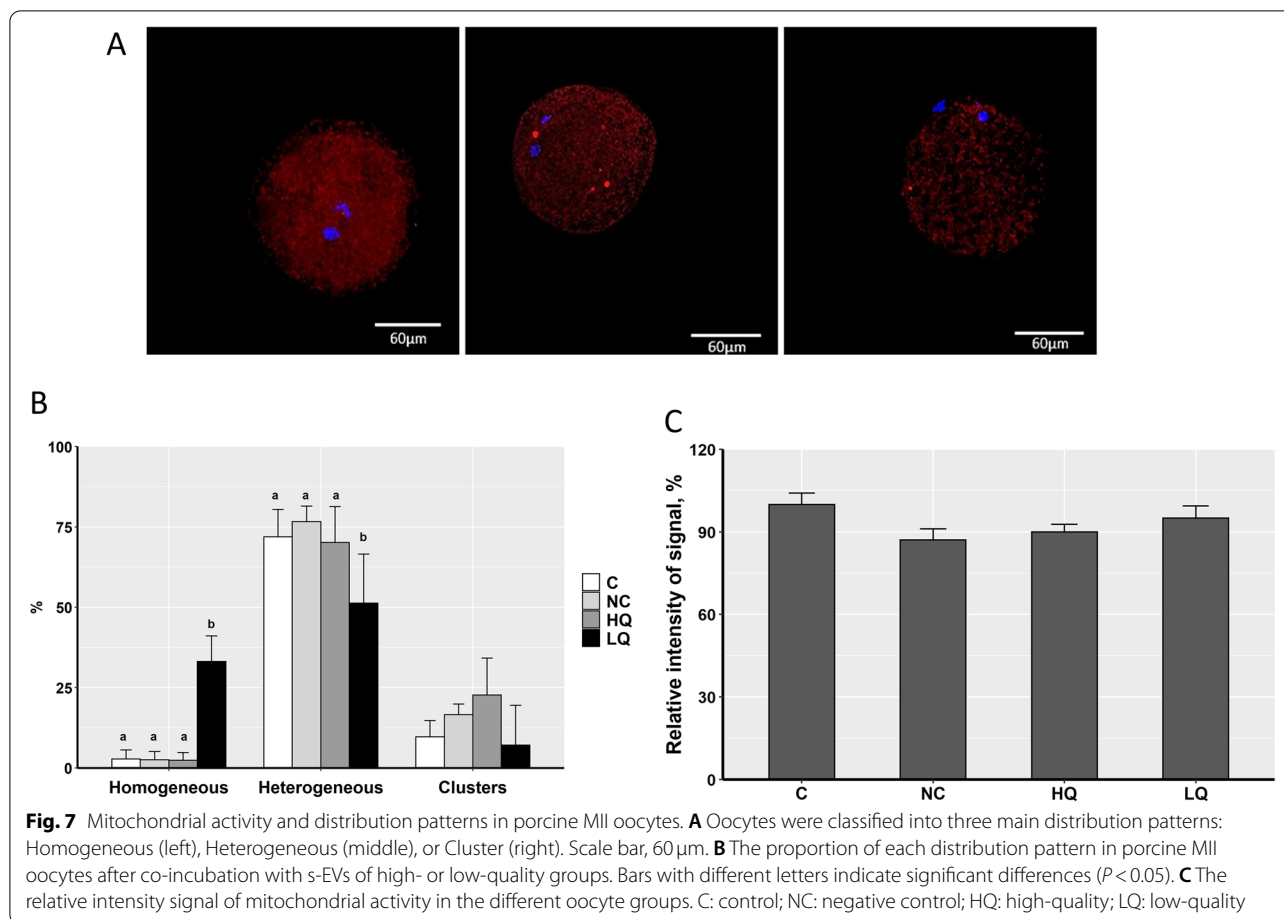 A
60μm
60μm
60μm
B
100
75
50
25
0
%
a a a b
a a a b
Homogeneous Heterogeneous Clusters
C
NC
HQ
LQ
C
Relative intensity of signal, %
120
90
60
30
0
C NC HQ LQ
Fig. 7 Mitochondrial activity and distribution patterns in porcine MII oocytes. A Oocytes were classified into three main distribution patterns:
Homogeneous (left), Heterogeneous (middle), or Cluster (right). Scale bar, 60 μm. B The proportion of each distribution pattern in porcine MII
oocytes after co-incubation with s-EVs of high- or low-quality groups. Bars with different letters indicate significant differences (P < 0.05). C The
relative intensity signal of mitochondrial activity in the different oocyte groups. C: control; NC: negative control; HQ: high-quality; LQ: low-quality